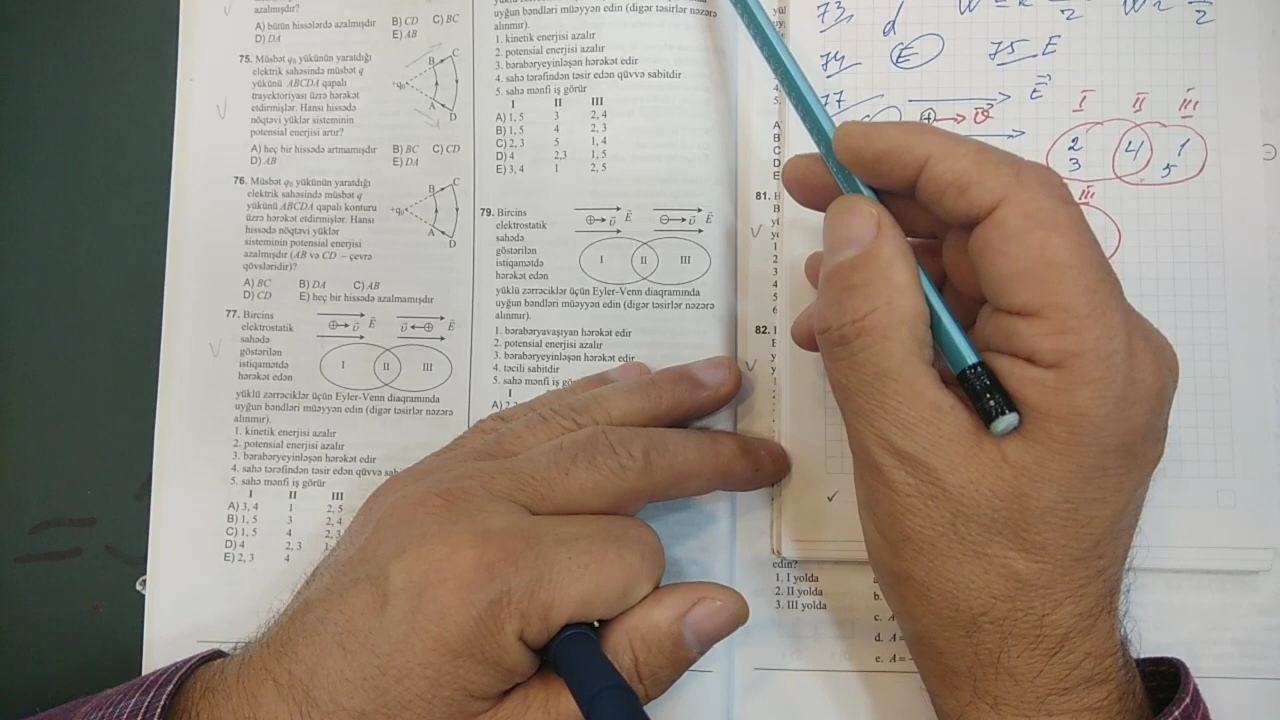 azalmışdır?
A) bütün hissələrdə azalmışdır
B) CD
C) BC
D) DA
E) AB
75. Müsbət q₀ yükünün yaratdığı
elektrik sahəsində müsbət q
yükünü ABCDA qapalı
trayektoriyası üzrə hərəkət
etdirmişlər. Hansı hissədə
nöqtəvi yüklər sisteminin
potensial enerjisi artır?
A) heç bir hissədə artmamışdır
B) BC
C) CD
D) AB
E) DA
B
C
+q₀
A
D
76. Müsbət q₀ yükünün yaratdığı
elektrik sahəsində müsbət q
yükünü ABCDA qapalı konturu
üzrə hərəkət etdirmişlər. Hansı
hissədə nöqtəvi yüklər
sisteminin potensial enerjisi
azalmışdır (AB və CD – çevrə
qövsləridir)?
A) BC
B) DA
C) AB
D) CD
E) heç bir hissədə azalmamışdır
B
C
+q₀
A
D
77. Bircins
elektrostatik
sahədə
göstərilən
istiqamətdə
hərəkət edən
I
II
III
yüklü zərrəciklər üçün Eyler-Venn diaqramında
uyğun bəndləri müəyyən edin (digər təsirlər nəzərə
alınmır).
1. kinetik enerjisi azalır
2. potensial enerjisi azalır
3. bərabəryeyinləşən hərəkət edir
4. sahə tərəfindən təsir edən qüvvə
5. sahə mənfi iş görür
I II III
A) 3, 4 1 2, 5
B) 1, 5 3 2, 4
C) 1, 5 4 2, 3
D) 4 2, 3
E) 2, 3 4
uyğun bəndləri müəyyən edin (digər təsirlər nəzərə
alınmır).
1. kinetik enerjisi azalır
2. potensial enerjisi azalır
3. bərabəryeyinləşən hərəkət edir
4. sahə tərəfindən təsir edən qüvvə sabitdir
5. sahə mənfi iş görür
I II III
A) 1, 5 3 2, 4
B) 1, 5 4 2, 3
C) 2, 3 5 1, 4
D) 4 2,3 1, 5
E) 3, 4 1 2, 5
79. Bircins
elektrostatik
sahədə
göstərilən
istiqamətdə
hərəkət edən
I
II
III
yüklü zərrəciklər üçün Eyler-Venn diaqramında
uyğun bəndləri müəyyən edin (digər təsirlər nəzərə
alınmır).
1. bərabəryavaşıyan hərəkət edir
2. potensial enerjisi azalır
3. bərabəryeyinləşən hərəkət edir
4. təcili sabitdir
5. sahə mənfi iş
I
81.
82.
edin?
1. I yolda
2. II yolda
3. III yolda
a.
b.
c. A
d. A=
e. A=
73 d
74 E 75 E
77
E
I II III
2 3 4 1 5
III